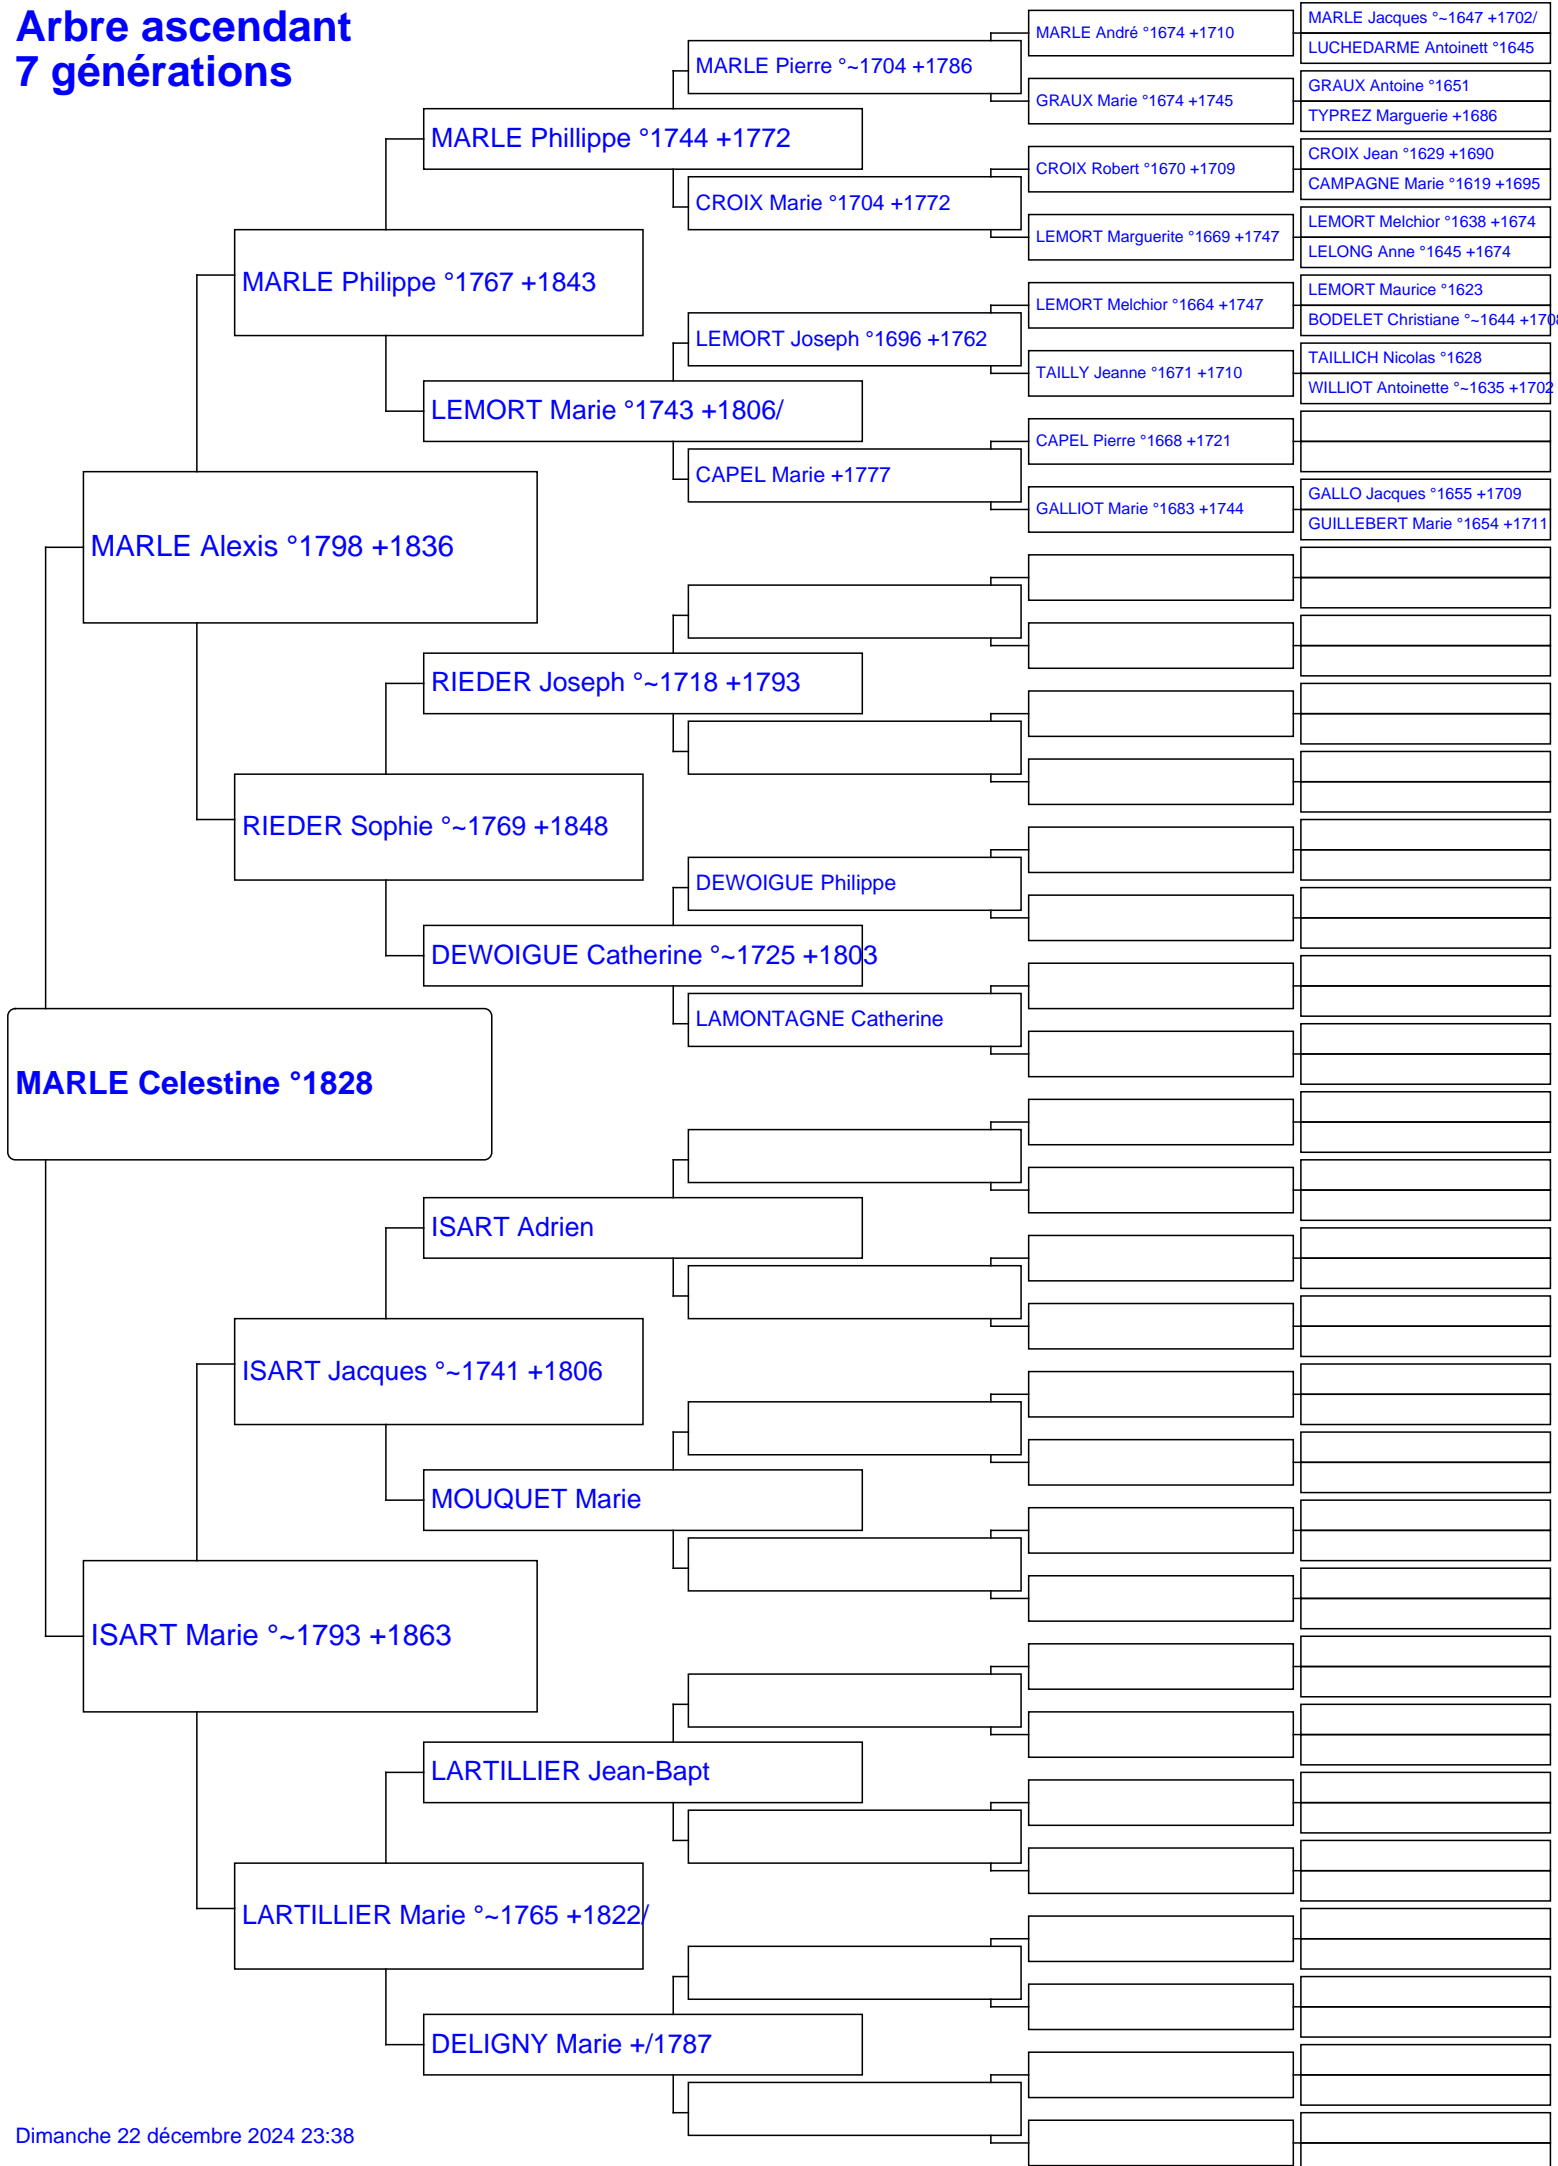 Arbre ascendant
7 générations
MARLE Jacques °~1647 +1702/
MARLE André °1674 +1710
LUCHEDARME Antoinett °1645
MARLE Pierre °~1704 +1786
GRAUX Antoine °1651
GRAUX Marie °1674 +1745
TYPREZ Marguerie +1686
MARLE Phillippe °1744 +1772
CROIX Jean °1629 +1690
CROIX Robert °1670 +1709
CAMPAGNE Marie °1619 +1695
CROIX Marie °1704 +1772
LEMORT Melchior °1638 +1674
LEMORT Marguerite °1669 +1747
LELONG Anne °1645 +1674
MARLE Philippe °1767 +1843
LEMORT Maurice °1623
LEMORT Melchior °1664 +1747
BODELET Christiane °~1644 +1708
LEMORT Joseph °1696 +1762
TAILLICH Nicolas °1628
TAILLY Jeanne °1671 +1710
WILLIOT Antoinette °~1635 +1702
LEMORT Marie °1743 +1806/
CAPEL Pierre °1668 +1721
CAPEL Marie +1777
GALLO Jacques °1655 +1709
GALLIOT Marie °1683 +1744
GUILLEBERT Marie °1654 +1711
MARLE Alexis °1798 +1836
RIEDER Joseph °~1718 +1793
RIEDER Sophie °~1769 +1848
DEWOIGUE Philippe
DEWOIGUE Catherine °~1725 +1803
LAMONTAGNE Catherine
MARLE Celestine °1828
ISART Adrien
ISART Jacques °~1741 +1806
MOUQUET Marie
ISART Marie °~1793 +1863
LARTILLIER Jean-Bapt
LARTILLIER Marie °~1765 +1822/
DELIGNY Marie +/1787
Dimanche 22 décembre 2024 23:38